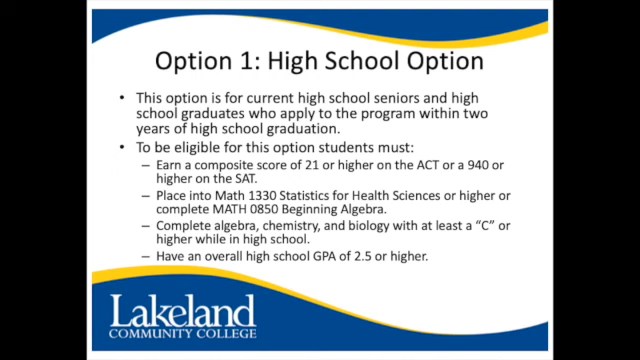 Option 1: High School Option
• This option is for current high school seniors and high
school graduates who apply to the program within two
years of high school graduation.
• To be eligible for this option students must:
– Earn a composite score of 21 or higher on the ACT or a 940 or
higher on the SAT.
– Place into Math 1330 Statistics for Health Sciences or higher or
complete MATH 0850 Beginning Algebra.
– Complete algebra, chemistry, and biology with at least a “C” or
higher while in high school.
– Have an overall high school GPA of 2.5 or higher.
Lakeland
COMMUNITY COLLEGE